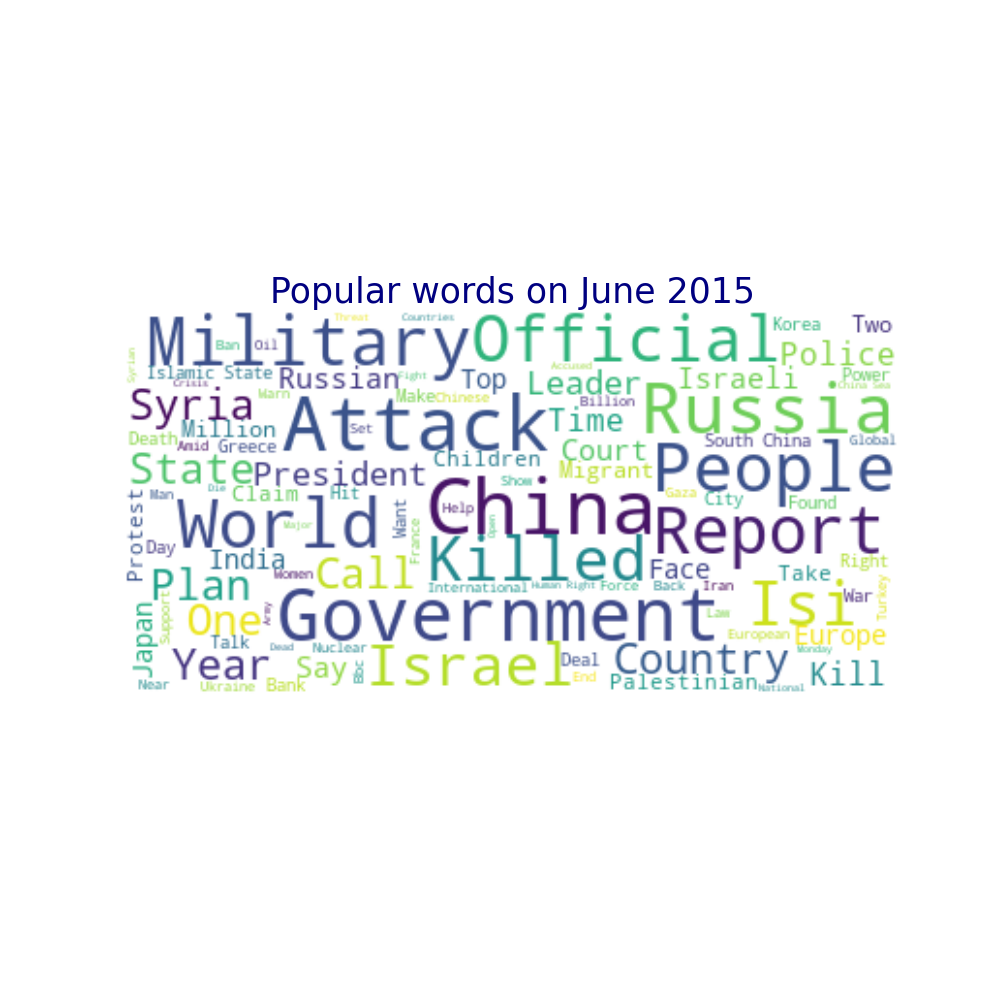 Popular words on June 2015
Military
Official
Threat
Countries
Korea
Two
Ban
Oil
Police
Syrian
Islamic State
Crisis
Russian
Fight
Top
Accused
Leader
Israeli
Power
China Sea
Syria
Warn
Make
Chinese
Billion
Attack
Set
Time
Russia
Death
Million
Amid
Greece
Court
South China
Global
State
President
Children
Migrant
People
Die
Claim
Hit
Show
Gaza
City
Found
Protest
Man
World
Major
Want
France
China
Help
Open
Report
Day
India
Women
Call
Killed
Face
Take
Right
Plan
International
Human Right
Force
Back
Iran
War
Turkey
Japan
Support
One
Army
Government
Law
Isi
European
Europe
Talk
Dead
Nuclear
Monday
Year
Say
Bbc
Israel
Deal
End
Country
Kill
Near
Ukraine
Bank
Palestinian
National